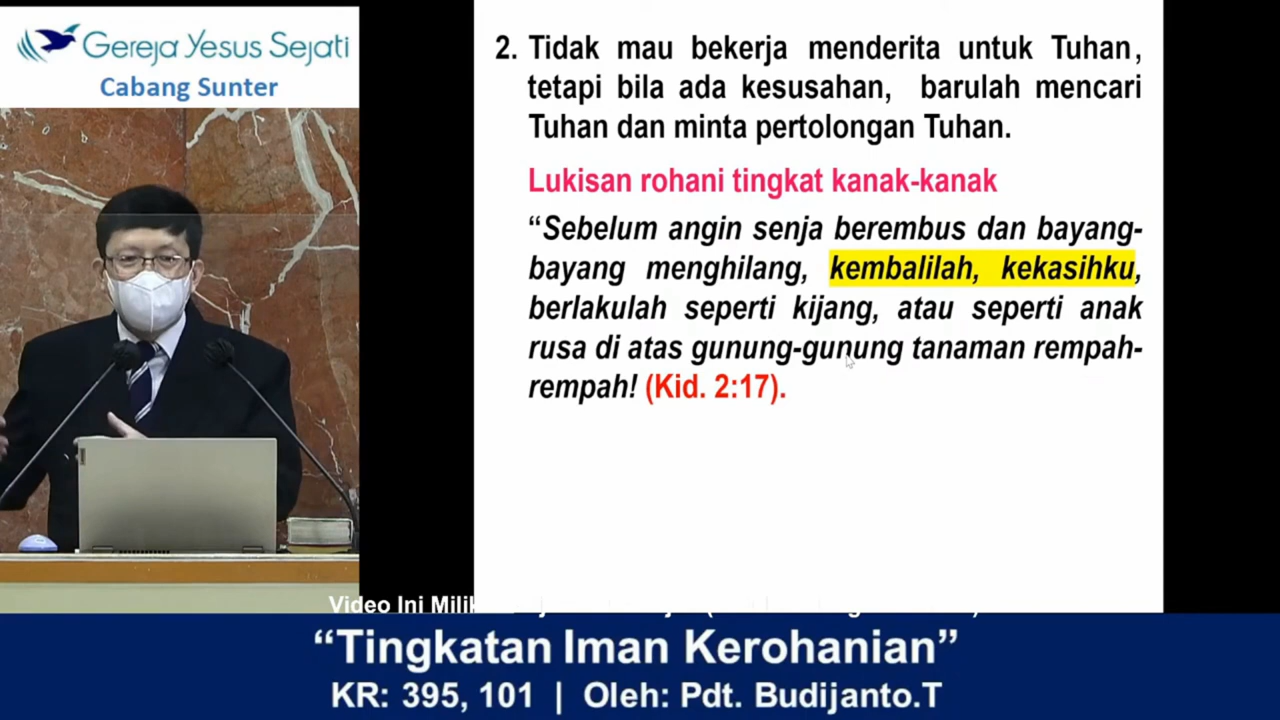 Gereja Yesus Sejati
Cabang Sunter
2. Tidak mau bekerja menderita untuk Tuhan,
tetapi bila ada kesusahan, barulah mencari
Tuhan dan minta pertolongan Tuhan.
Lukisan rohani tingkat kanak-kanak
“Sebelum angin senja berembus dan bayang-
bayang menghilang, kembalilah, kekasihku,
berlakulah seperti kijang, atau seperti anak
rusa di atas gunung-gunung tanaman rempah-
rempah! (Kid. 2:17).
Video Ini Milik
“Tingkatan Iman Kerohanian”
KR: 395, 101 | Oleh: Pdt. Budijanto.T